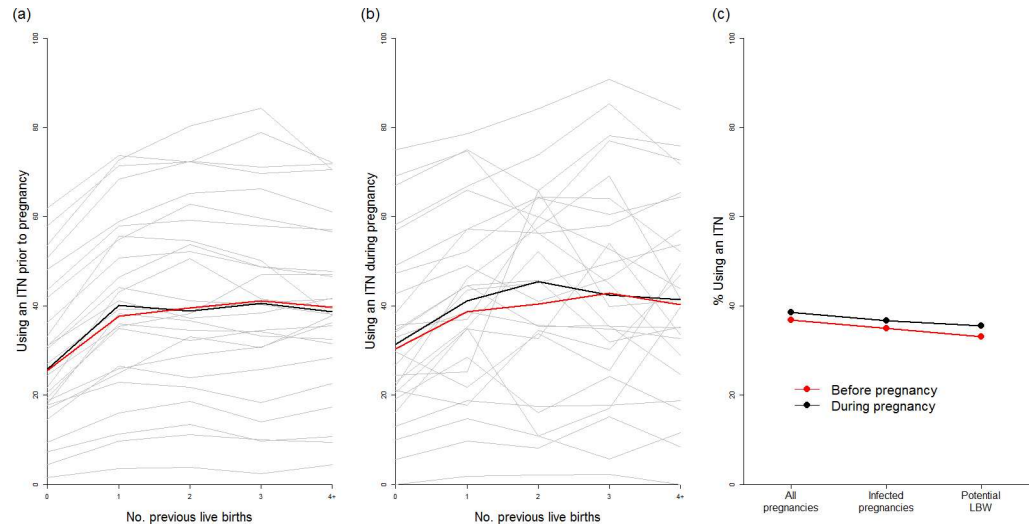 (a)
Using an ITN prior to pregnancy
100
80
60
40
20
0
0 1 2 3 4+
No. previous live births
(b)
Using an ITN during pregnancy
100
80
60
40
20
0
0 1 2 3 4+
No. previous live births
(c)
% Using an ITN
100
80
60
40
20
0
Before pregnancy
During pregnancy
All
pregnancies
Infected
pregnancies
Potential
LBW